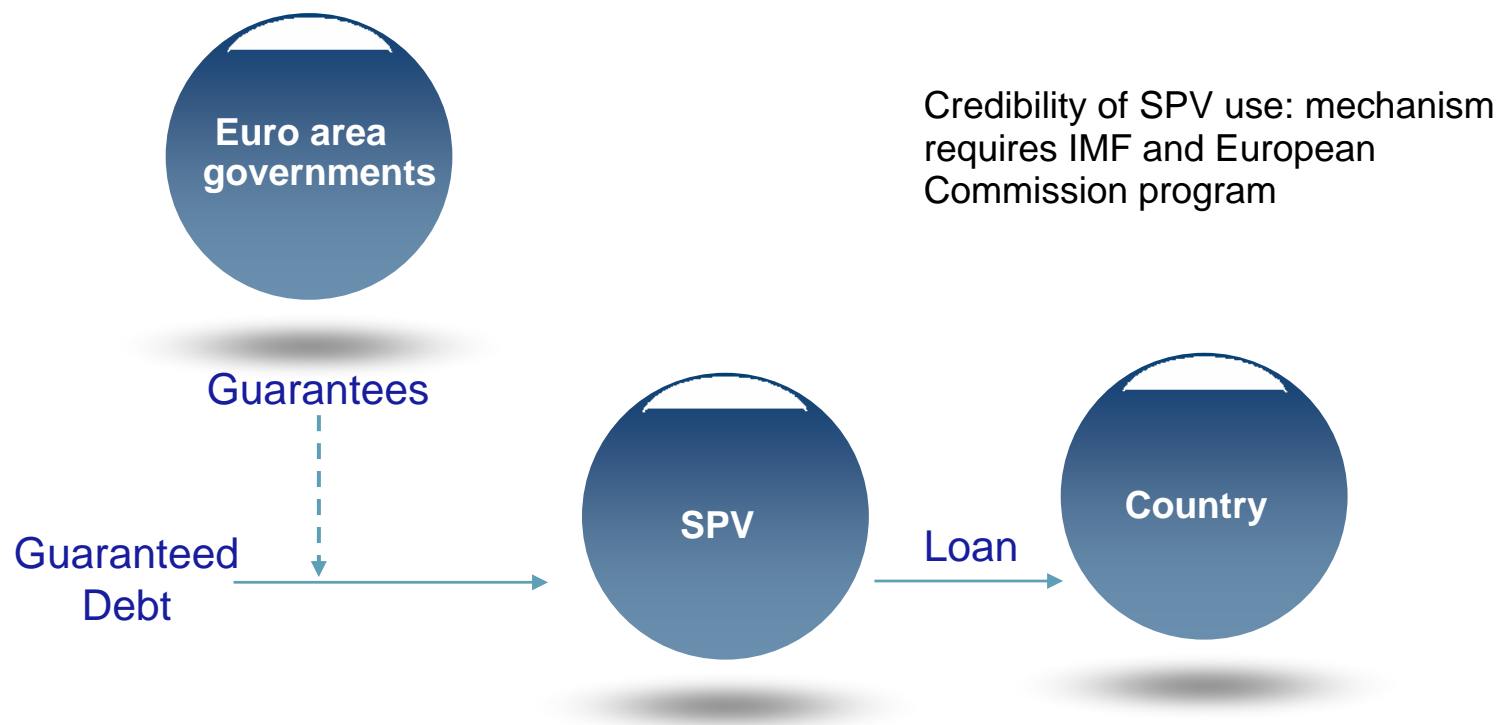 Euro area
governments
Credibility of SPV use: mechanism
requires IMF and European
Commission program
Guarantees
SPV
Country
Guaranteed
Debt
Loan